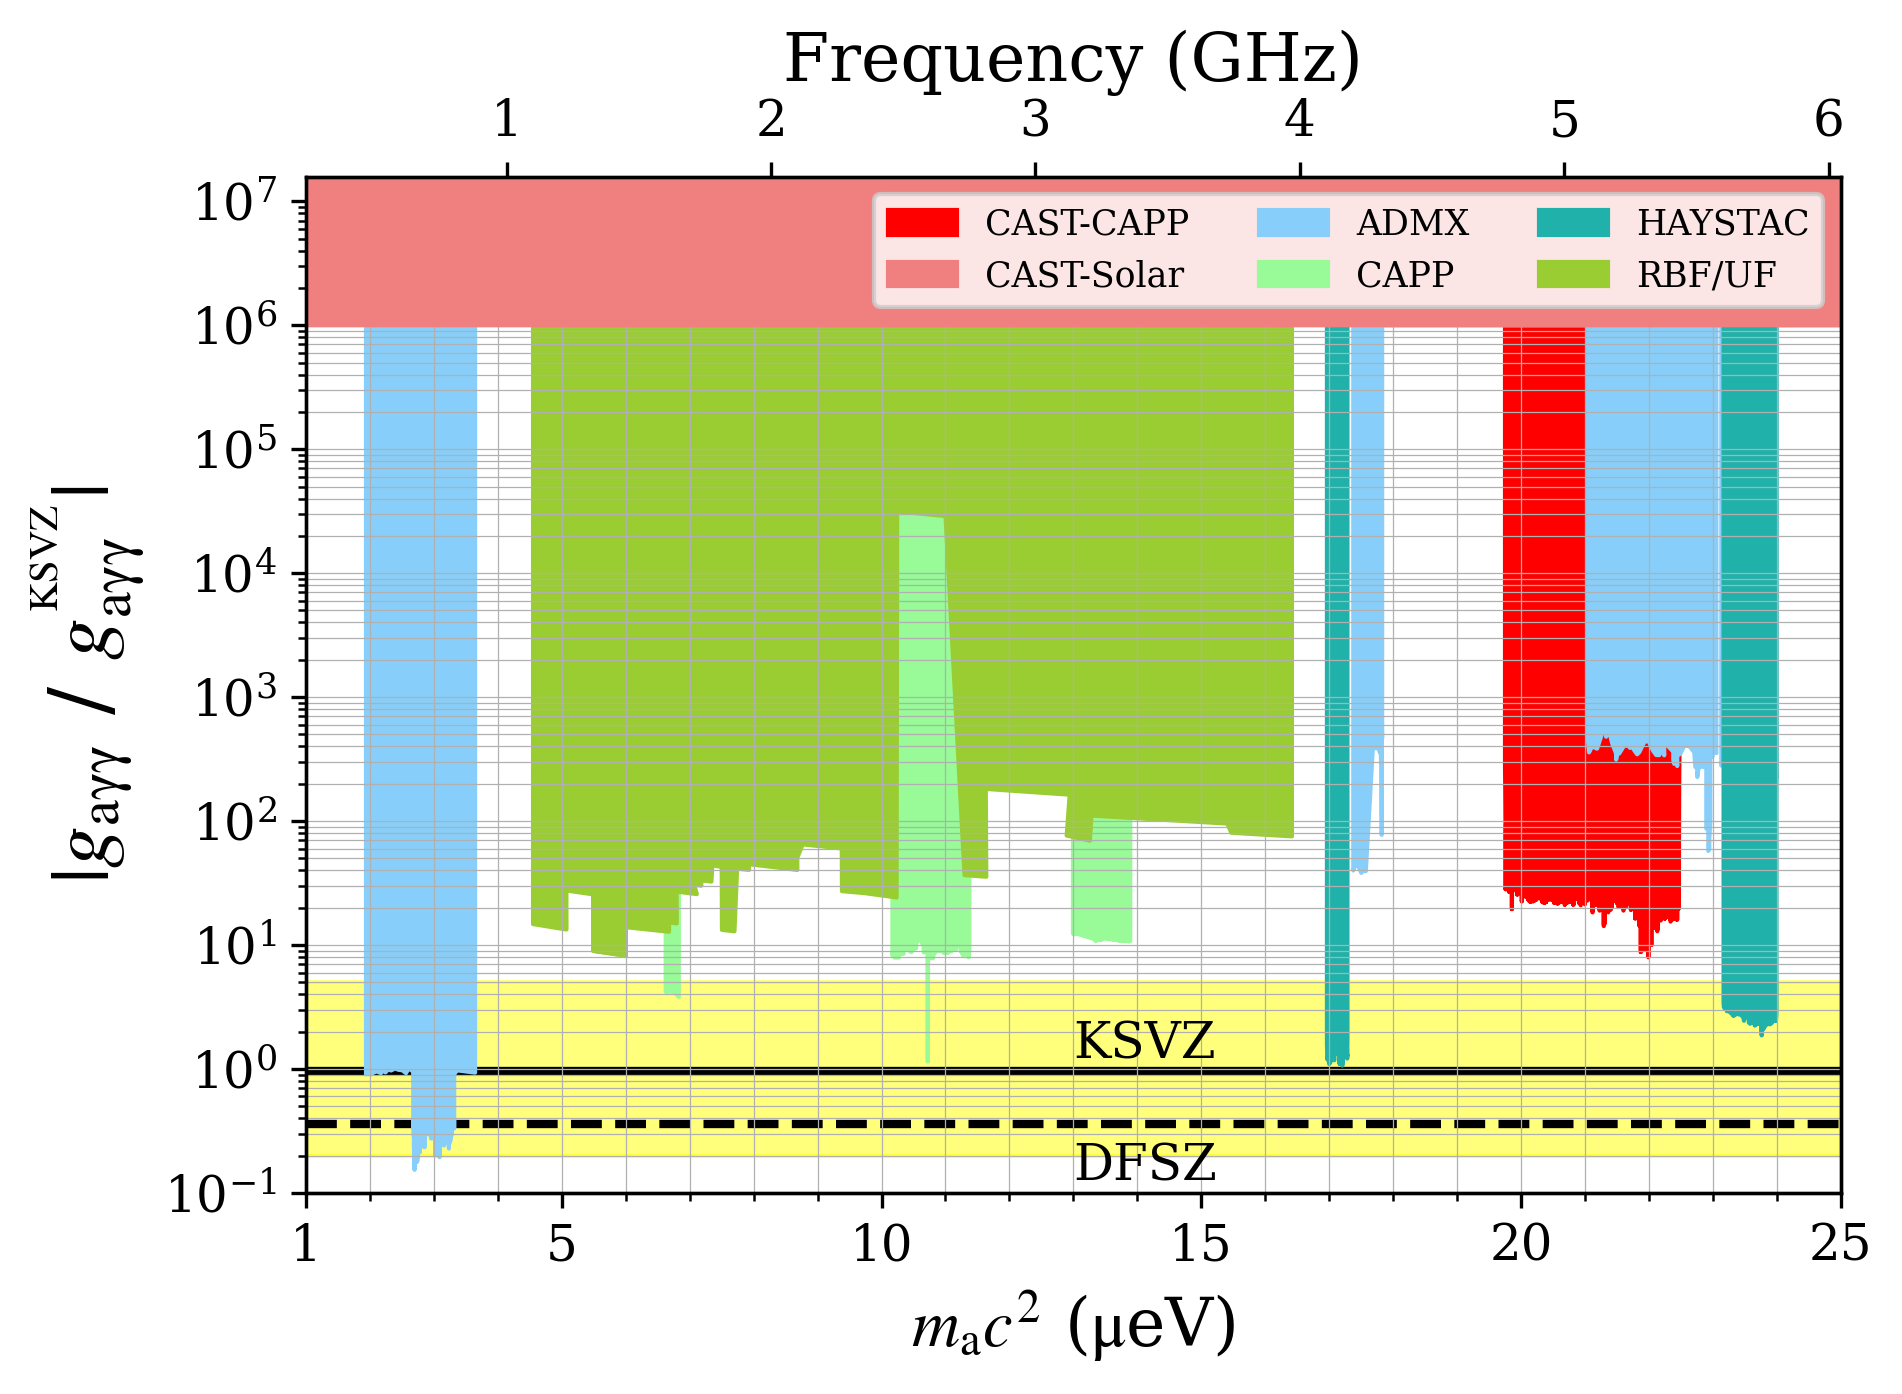 Frequency (GHz)
1 2 3 4 5 6
CAST-CAPP ADMX HAYSTAC
CAST-Solar CAPP RBF/UF
10⁷
10⁶
10⁵
10⁴
10³
10²
10¹
10⁰
10⁻¹
|g_aγγ / g_aγγ^KSVZ|
KSVZ
DFSZ
1 5 10 15 20 25
m_a c² (μeV)